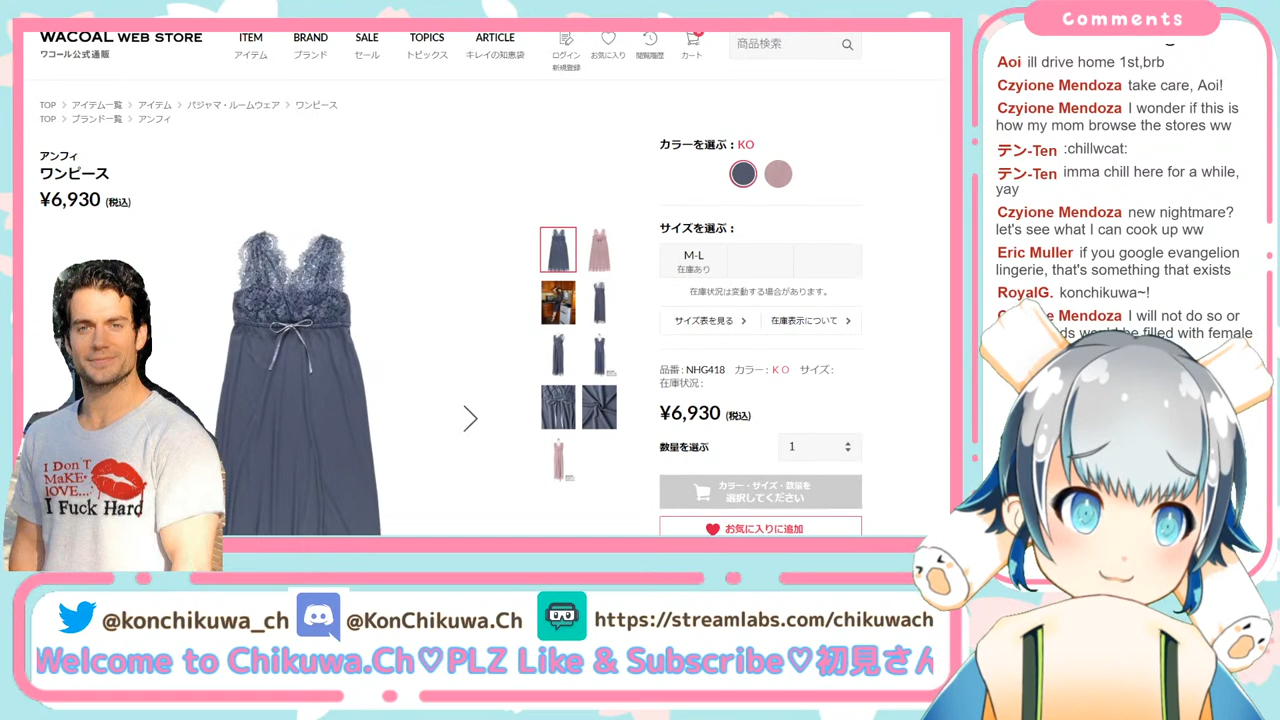 WACOAL WEB STORE
ワコール公式通販
ITEM
アイテム
BRAND
ブランド
SALE
セール
TOPICS
トピックス
ARTICLE
キレイの知恵袋
ログイン
新規登録
お気に入り
閲覧履歴
カート
商品検索
TOP > アイテム一覧 > アイテム > パジャマ・ルームウェア > ワンピース
TOP > ブランド一覧 > アンフィ
アンフィ
ワンピース
¥6,930 (税込)
カラーを選ぶ : KO
サイズを選ぶ :
M-L
在庫あり
在庫状況は変動する場合があります。
サイズ表を見る >
在庫表示について >
品番 : NHG418 カラー : KO サイズ :
在庫状況 :
¥6,930 (税込)
数量を選ぶ
1
カラー・サイズ・数量を
選択してください
お気に入りに追加
I DON'T
MAKE
LOVE...
I Fuck Hard
Comments
Aoi ill drive home 1st,brb
Czyione Mendoza take care, Aoi!
Czyione Mendoza I wonder if this is
how my mom browse the stores ww
テン-Ten :chillwcat:
テン-Ten imma chill here for a while,
yay
Czyione Mendoza new nightmare?
let's see what I can cook up ww
Eric Muller if you google evangelion
lingerie, that's something that exists
RoyalG. konchikuwa~!
Mendoza I will not do so or
be filled with female
@konchikuwa_ch
@KonChikuwa.Ch
https://streamlabs.com/chikuwach
Welcome to Chikuwa.Ch♡PLZ Like & Subscribe♡初見さん